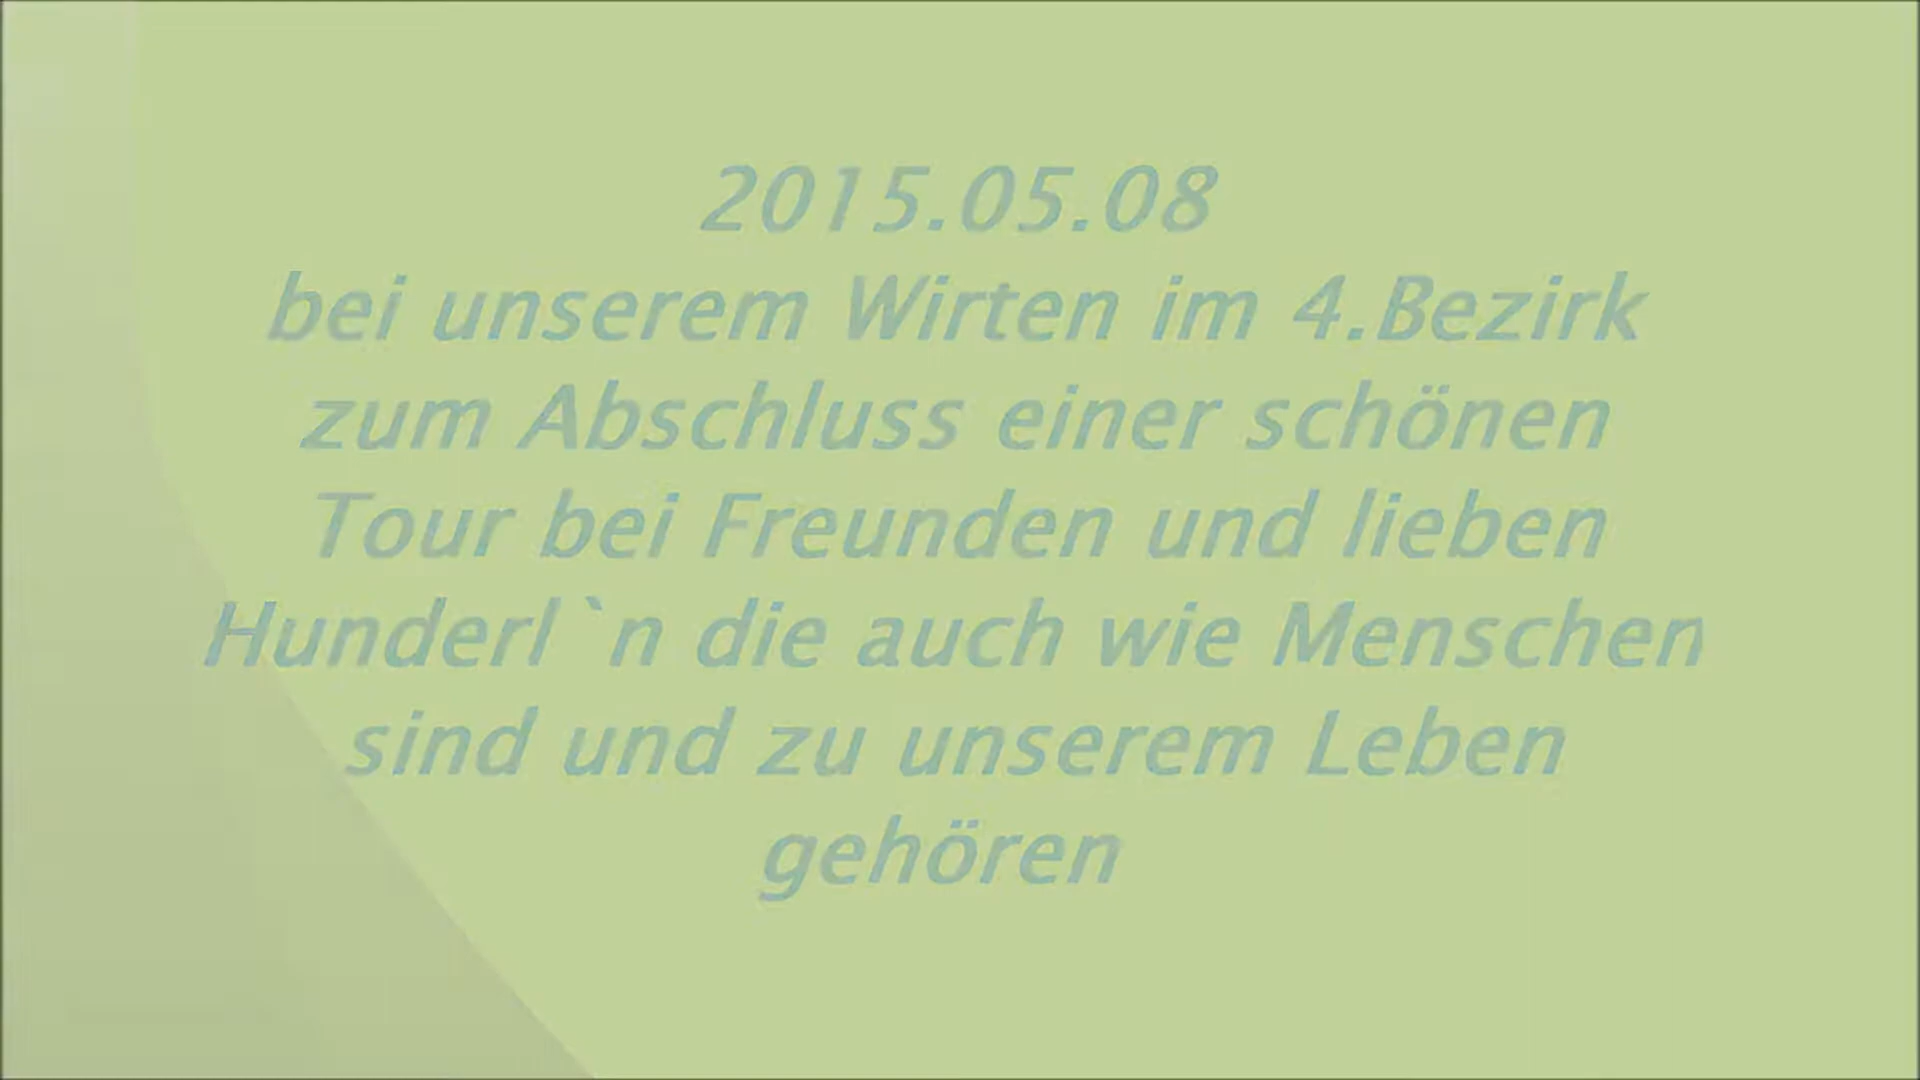 2015.05.08
bei unserem Wirten im 4.Bezirk
zum Abschluss einer schönen
Tour bei Freunden und lieben
Hunderl`n die auch wie Menschen
sind und zu unserem Leben
gehören